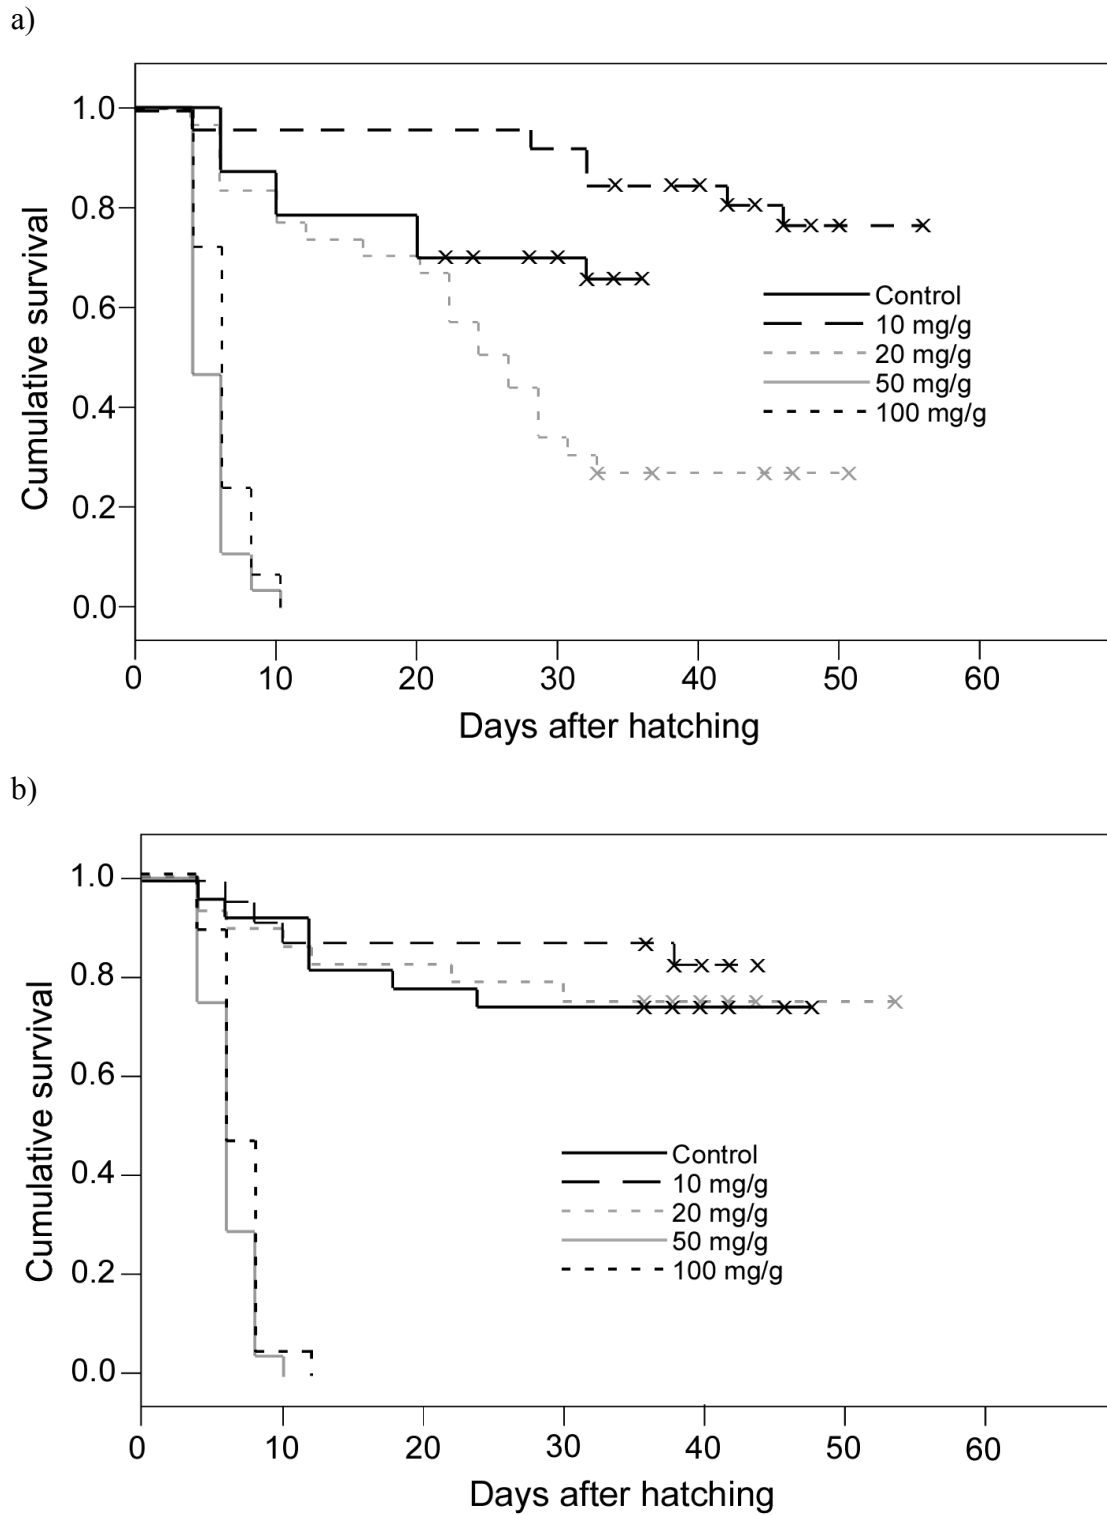 a)
1.0
0.8
0.6
0.4
0.2
0.0
Cumulative survival
Control
10 mg/g
20 mg/g
50 mg/g
100 mg/g
0 10 20 30 40 50 60
Days after hatching
b)
1.0
0.8
0.6
0.4
0.2
0.0
Cumulative survival
Control
10 mg/g
20 mg/g
50 mg/g
100 mg/g
0 10 20 30 40 50 60
Days after hatching